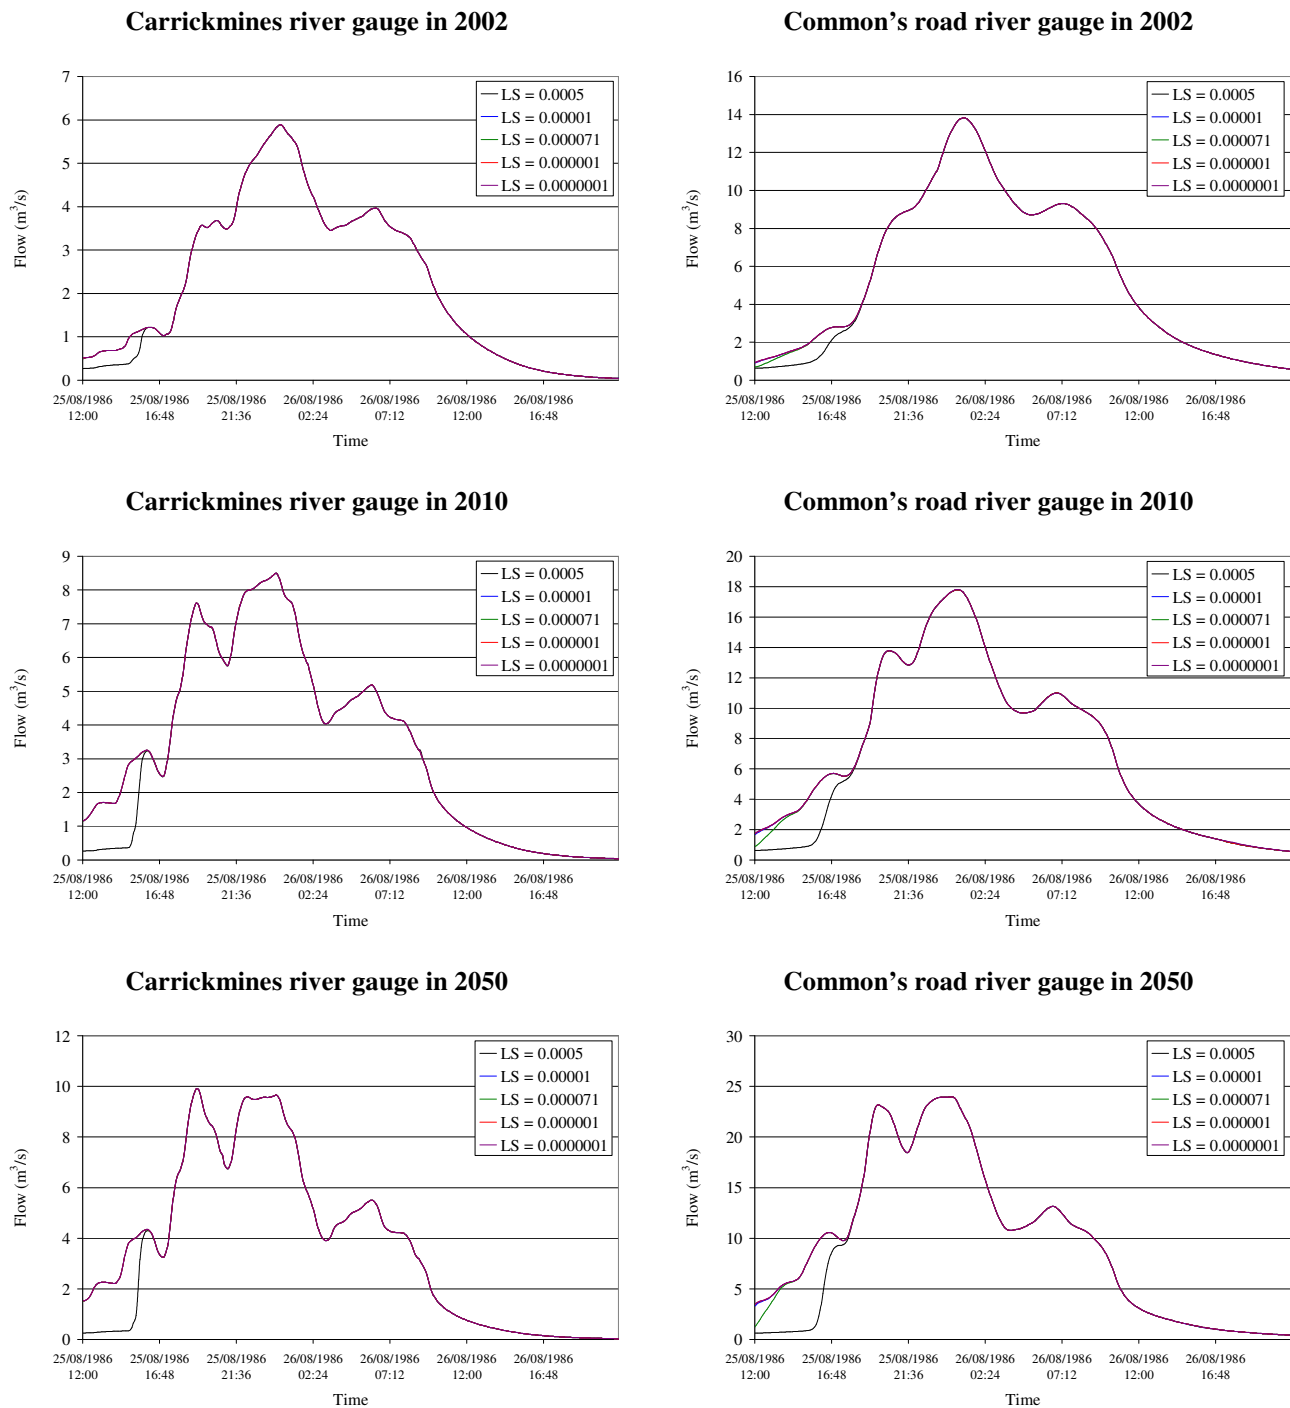 Carrickmines river gauge in 2002
7
6
5
4
3
2
1
0
Flow (m³/s)
LS = 0.0005
LS = 0.00001
LS = 0.000071
LS = 0.000001
LS = 0.0000001
25/08/1986 25/08/1986 25/08/1986 26/08/1986 26/08/1986 26/08/1986 26/08/1986
12:00 16:48 21:36 02:24 07:12 12:00 16:48
Time
Common's road river gauge in 2002
16
14
12
10
8
6
4
2
0
Flow (m³/s)
LS = 0.0005
LS = 0.00001
LS = 0.000071
LS = 0.000001
LS = 0.0000001
25/08/1986 25/08/1986 25/08/1986 26/08/1986 26/08/1986 26/08/1986 26/08/1986
12:00 16:48 21:36 02:24 07:12 12:00 16:48
Time
Carrickmines river gauge in 2010
9
8
7
6
5
4
3
2
1
0
Flow (m³/s)
LS = 0.0005
LS = 0.00001
LS = 0.000071
LS = 0.000001
LS = 0.0000001
25/08/1986 25/08/1986 25/08/1986 26/08/1986 26/08/1986 26/08/1986 26/08/1986
12:00 16:48 21:36 02:24 07:12 12:00 16:48
Time
Common's road river gauge in 2010
20
18
16
14
12
10
8
6
4
2
0
Flow (m³/s)
LS = 0.0005
LS = 0.00001
LS = 0.000071
LS = 0.000001
LS = 0.0000001
25/08/1986 25/08/1986 25/08/1986 26/08/1986 26/08/1986 26/08/1986 26/08/1986
12:00 16:48 21:36 02:24 07:12 12:00 16:48
Time
Carrickmines river gauge in 2050
12
10
8
6
4
2
0
Flow (m³/s)
LS = 0.0005
LS = 0.00001
LS = 0.000071
LS = 0.000001
LS = 0.0000001
25/08/1986 25/08/1986 25/08/1986 26/08/1986 26/08/1986 26/08/1986 26/08/1986
12:00 16:48 21:36 02:24 07:12 12:00 16:48
Time
Common's road river gauge in 2050
30
25
20
15
10
5
0
Flow (m³/s)
LS = 0.0005
LS = 0.00001
LS = 0.000071
LS = 0.000001
LS = 0.0000001
25/08/1986 25/08/1986 25/08/1986 26/08/1986 26/08/1986 26/08/1986 26/08/1986
12:00 16:48 21:36 02:24 07:12 12:00 16:48
Time